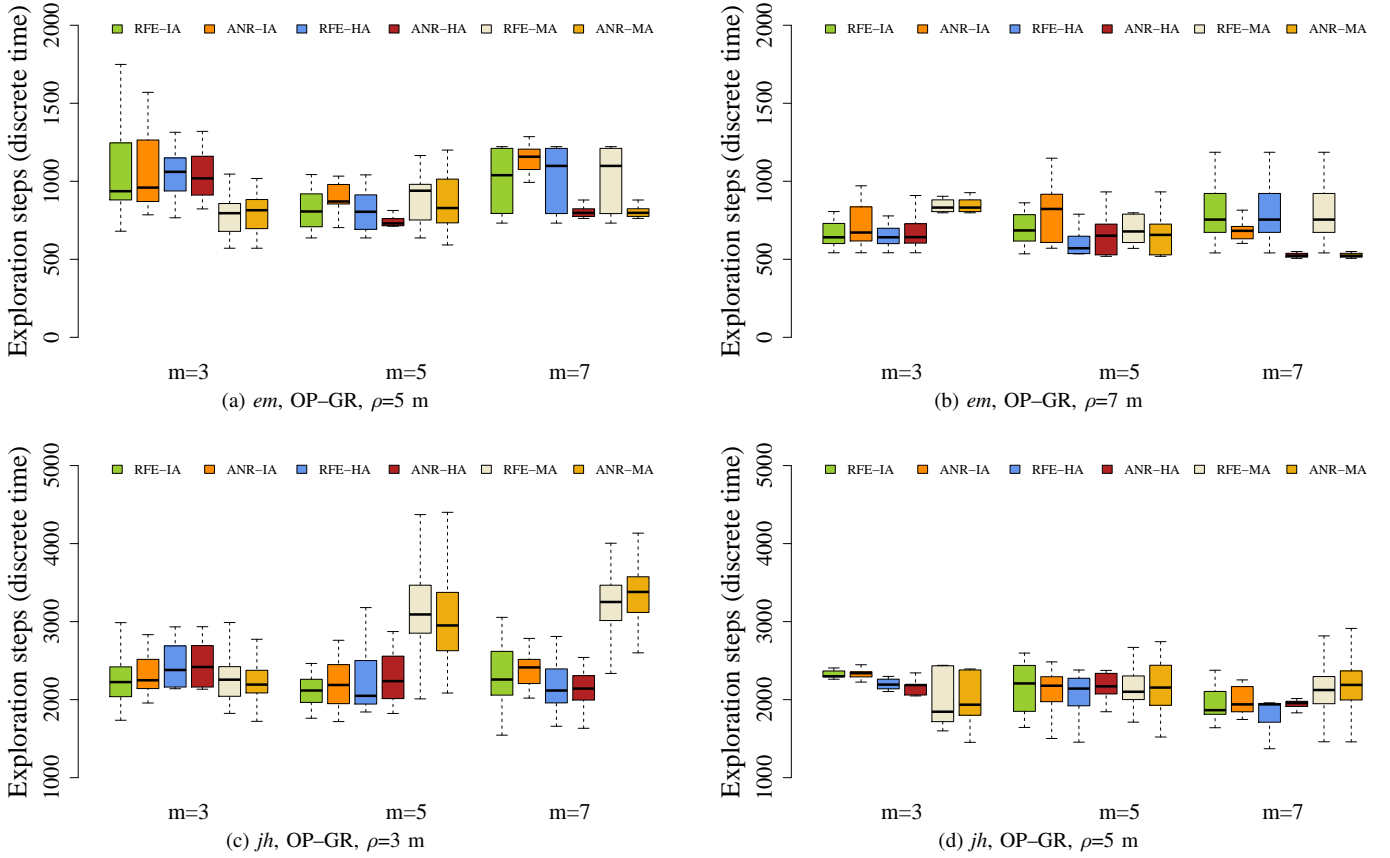 RFE−IA ANR−IA RFE−HA ANR−HA RFE−MA ANR−MA
Exploration steps (discrete time)
0 500 1000 1500 2000
m=3 m=5 m=7
(a) em, OP–GR, ρ=5 m
RFE−IA ANR−IA RFE−HA ANR−HA RFE−MA ANR−MA
Exploration steps (discrete time)
0 500 1000 1500 2000
m=3 m=5 m=7
(b) em, OP–GR, ρ=7 m
RFE−IA ANR−IA RFE−HA ANR−HA RFE−MA ANR−MA
Exploration steps (discrete time)
1000 2000 3000 4000 5000
m=3 m=5 m=7
(c) jh, OP–GR, ρ=3 m
RFE−IA ANR−IA RFE−HA ANR−HA RFE−MA ANR−MA
Exploration steps (discrete time)
1000 2000 3000 4000 5000
m=3 m=5 m=7
(d) jh, OP–GR, ρ=5 m